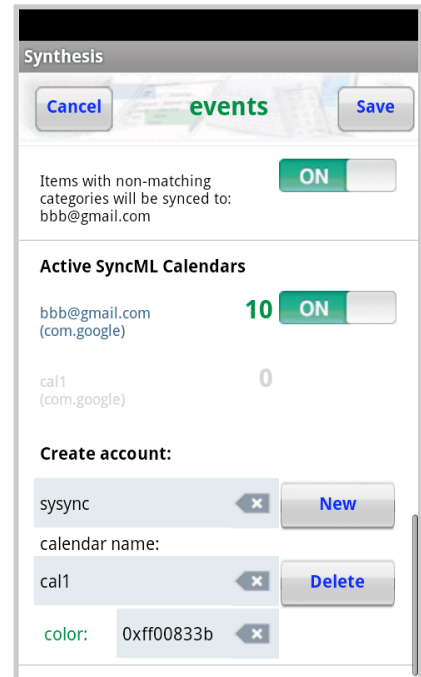 Synthesis
Cancel events Save
Items with non-matching ON
categories will be synced to:
bbb@gmail.com
Active SyncML Calendars
bbb@gmail.com 10 ON
(com.google)
cal1 0
(com.google)
Create account:
sysync New
calendar name:
cal1 Delete
color: 0xff00833b